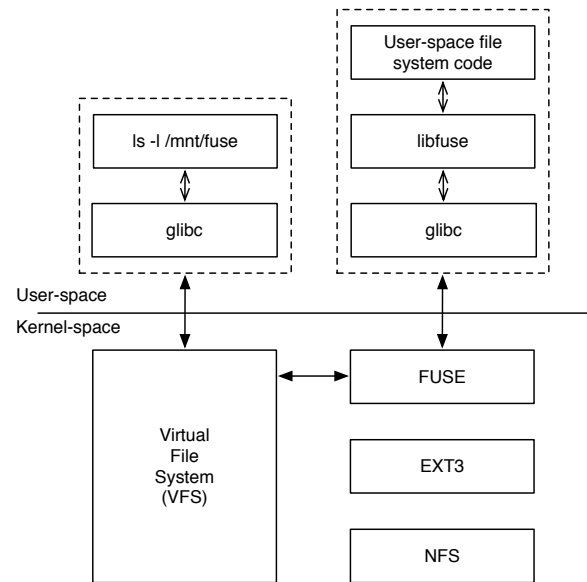 User-space file
system code
ls -l /mnt/fuse
libfuse
glibc
glibc
User-space
Kernel-space
FUSE
Virtual
File
System
(VFS)
EXT3
NFS